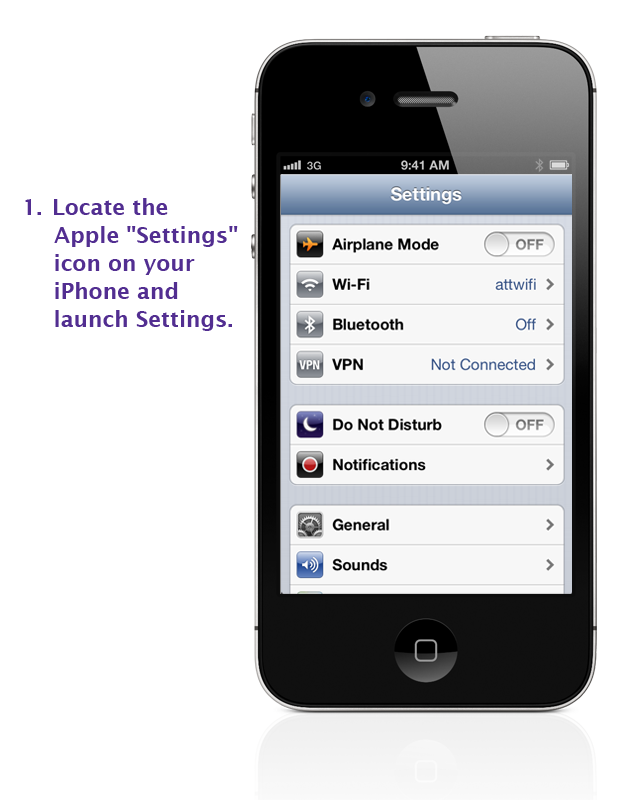 1. Locate the
Apple "Settings"
icon on your
iPhone and
launch Settings.
3G 9:41 AM
Settings
Airplane Mode OFF
Wi-Fi attwifi
Bluetooth Off
VPN VPN Not Connected
Do Not Disturb OFF
Notifications
General
Sounds